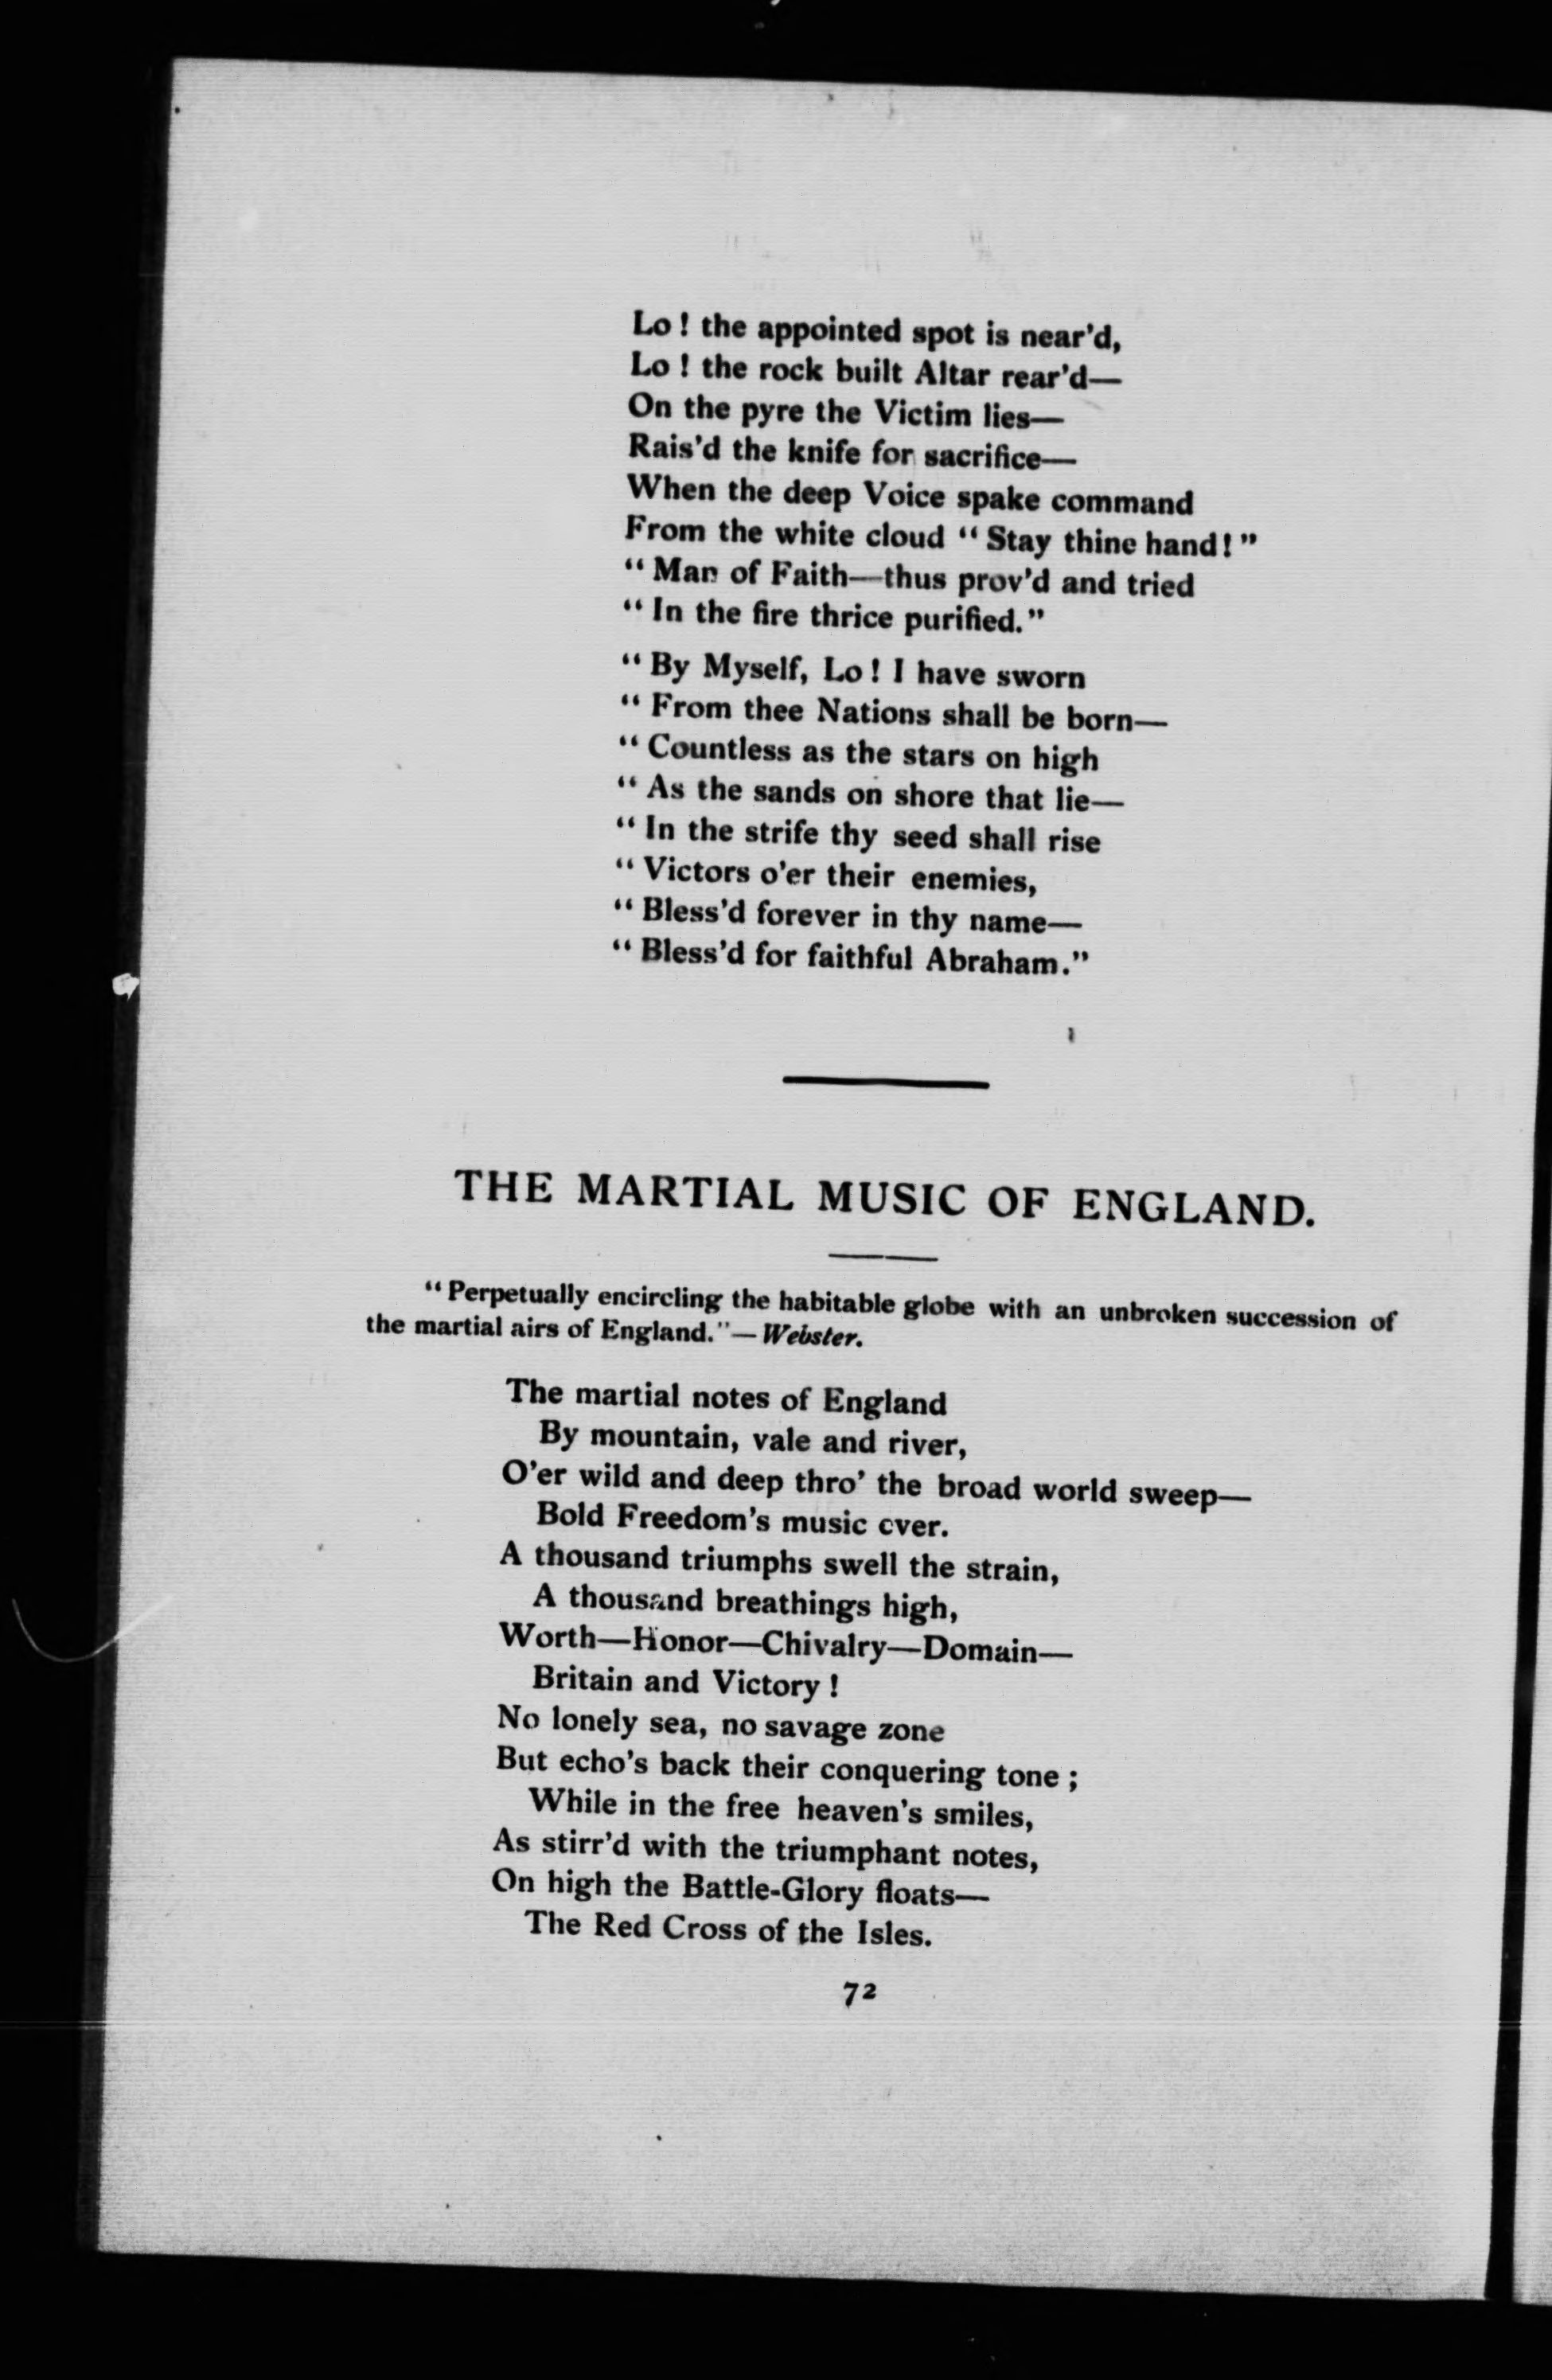 Lo ! the appointed spot is near'd,
Lo ! the rock built Altar rear'd—
On the pyre the Victim lies—
Rais'd the knife for sacrifice—
When the deep Voice spake command
From the white cloud " Stay thine hand! "
" Man of Faith—thus prov'd and tried
" In the fire thrice purified."
" By Myself, Lo ! I have sworn
" From thee Nations shall be born—
" Countless as the stars on high
" As the sands on shore that lie—
" In the strife thy seed shall rise
" Victors o'er their enemies,
" Bless'd forever in thy name—
" Bless'd for faithful Abraham."
THE MARTIAL MUSIC OF ENGLAND.
" Perpetually encircling the habitable globe with an unbroken succession of
the martial airs of England."—Webster.
The martial notes of England
By mountain, vale and river,
O'er wild and deep thro' the broad world sweep—
Bold Freedom's music ever.
A thousand triumphs swell the strain,
A thousand breathings high,
Worth—Honor—Chivalry—Domain—
Britain and Victory !
No lonely sea, no savage zone
But echo's back their conquering tone ;
While in the free heaven's smiles,
As stirr'd with the triumphant notes,
On high the Battle-Glory floats—
The Red Cross of the Isles.
72